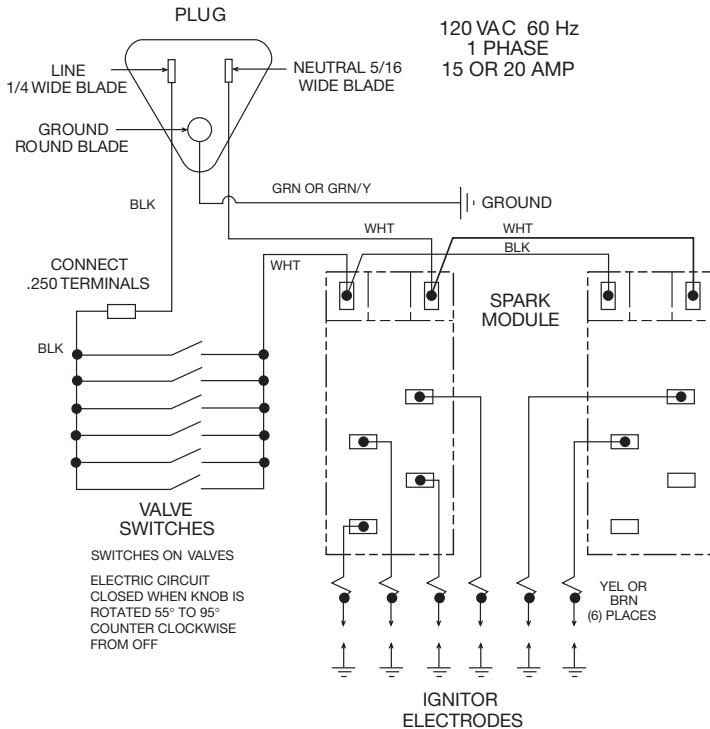 PLUG
120 VAC 60 Hz
1 PHASE
15 OR 20 AMP
LINE
1/4 WIDE BLADE
NEUTRAL 5/16
WIDE BLADE
GROUND
ROUND BLADE
GRN OR GRN/Y
GROUND
BLK
WHT
WHT
BLK
WHT
CONNECT
.250 TERMINALS
SPARK
MODULE
BLK
VALVE
SWITCHES
SWITCHES ON VALVES
ELECTRIC CIRCUIT
CLOSED WHEN KNOB IS
ROTATED 55° TO 95°
COUNTER CLOCKWISE
FROM OFF
YEL OR
BRN
(6) PLACES
IGNITOR
ELECTRODES